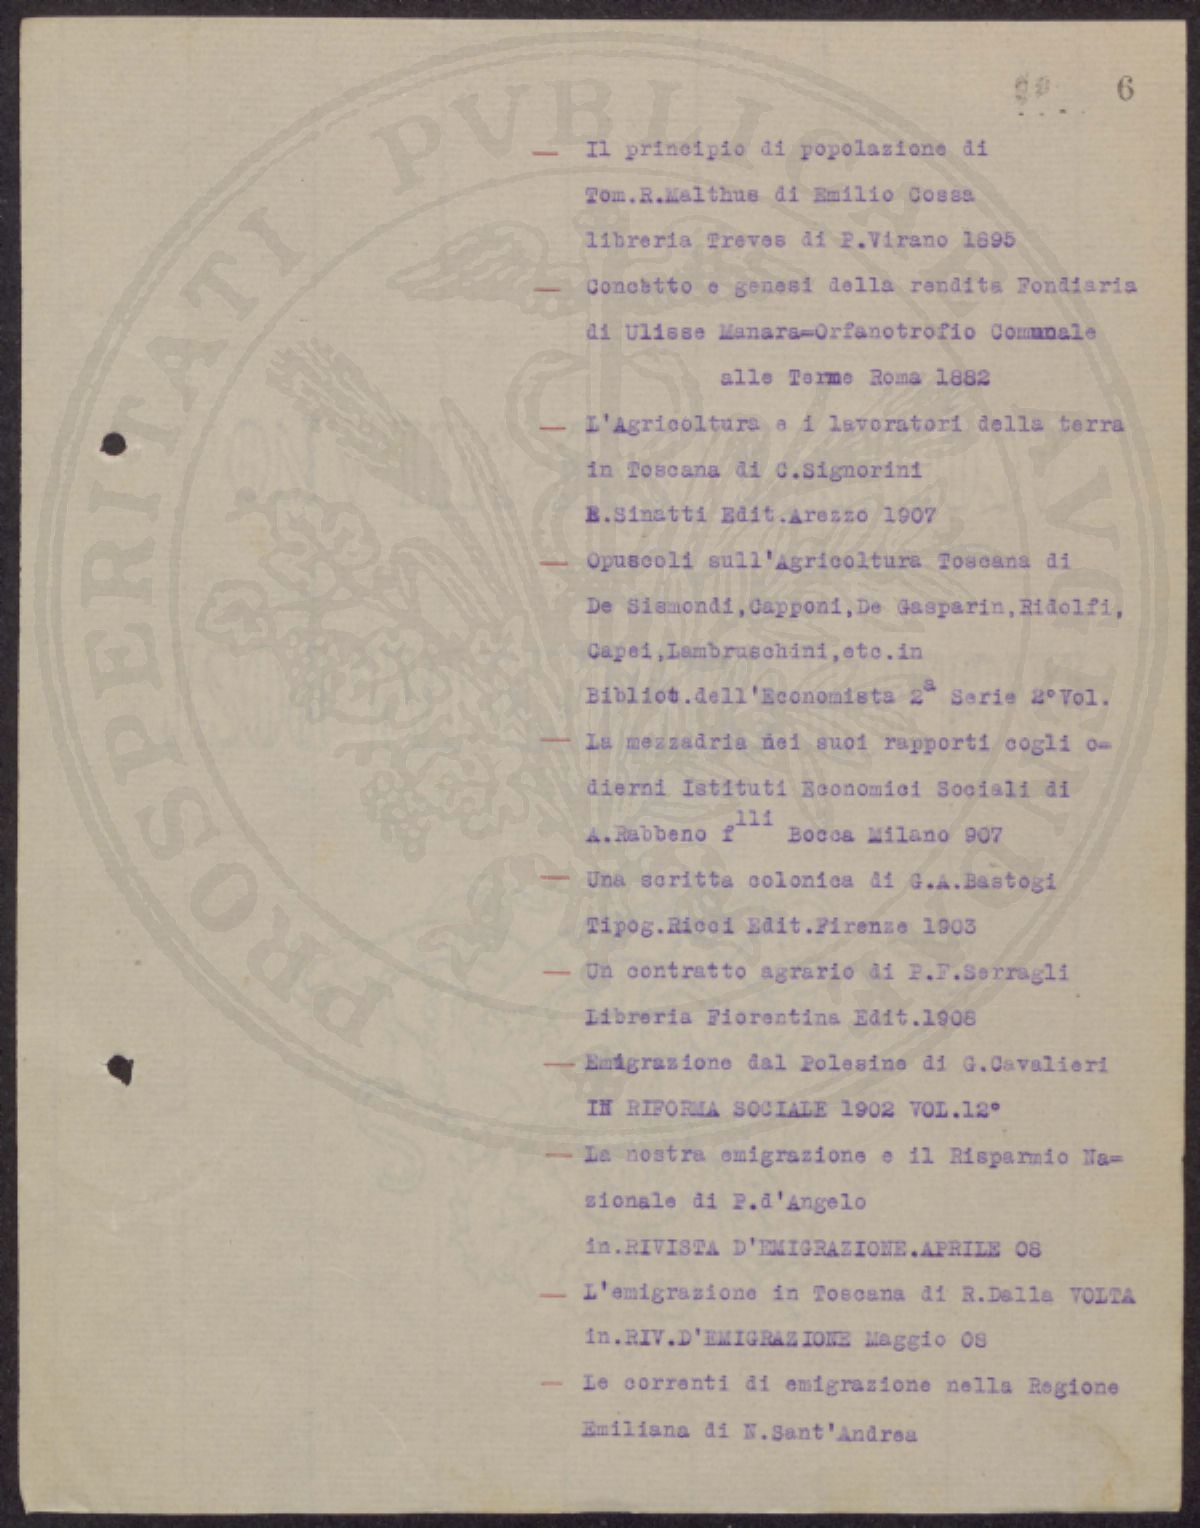 6
— Il principio di popolazione di
Tom.R.Malthus di Emilio Cossa
libreria Treves di P.Virano 1895
— Concetto e genesi della rendita Fondiaria
di Ulisse Manara=Orfanotrofio Comunale
alle Terme Roma 1882
— L'Agricoltura e i lavoratori della terra
in Toscana di C.Signorini
E.Sinatti Edit.Arezzo 1907
— Opuscoli sull'Agricoltura Toscana di
De Sismondi,Capponi,De Gasparin,Ridolfi,
Capei,Lambruschini,etc.in
Bibliot.dell'Economista 2ª Serie 2°Vol.
— La mezzadria nei suoi rapporti cogli o=
dierni Istituti Economici Sociali di
A.Rabbeno f^lli Bocca Milano 907
— Una scritta colonica di G.A.Bastogi
Tipog.Ricci Edit.Firenze 1903
— Un contratto agrario di P.F.Serragli
Libreria Fiorentina Edit.1908
— Emigrazione dal Polesine di G.Cavalieri
IN RIFORMA SOCIALE 1902 VOL.12°
— La nostra emigrazione e il Risparmio Na=
zionale di P.d'Angelo
in.RIVISTA D'EMIGRAZIONE.APRILE 08
— L'emigrazione in Toscana di R.Dalla VOLTA
in.RIV.D'EMIGRAZIONE Maggio 08
— Le correnti di emigrazione nella Regione
Emiliana di N.Sant'Andrea
PROSPERITATI PVBLICAE AVGENDAE